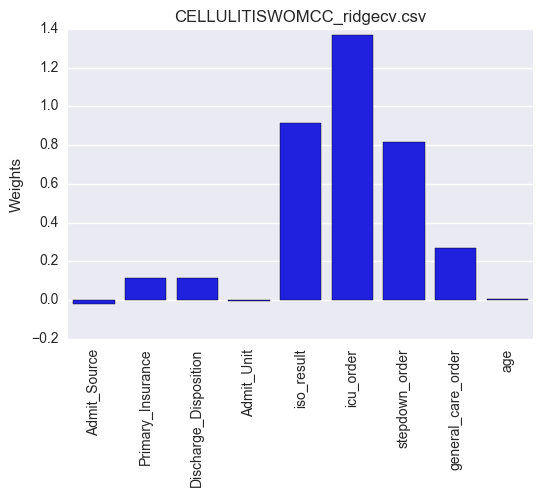 CELLULITISWOMCC_ridgecv.csv
1.4
1.2
1.0
0.8
0.6
0.4
0.2
0.0
−0.2
Weights
Admit_Source
Primary_Insurance
Discharge_Disposition
Admit_Unit
iso_result
icu_order
stepdown_order
general_care_order
age